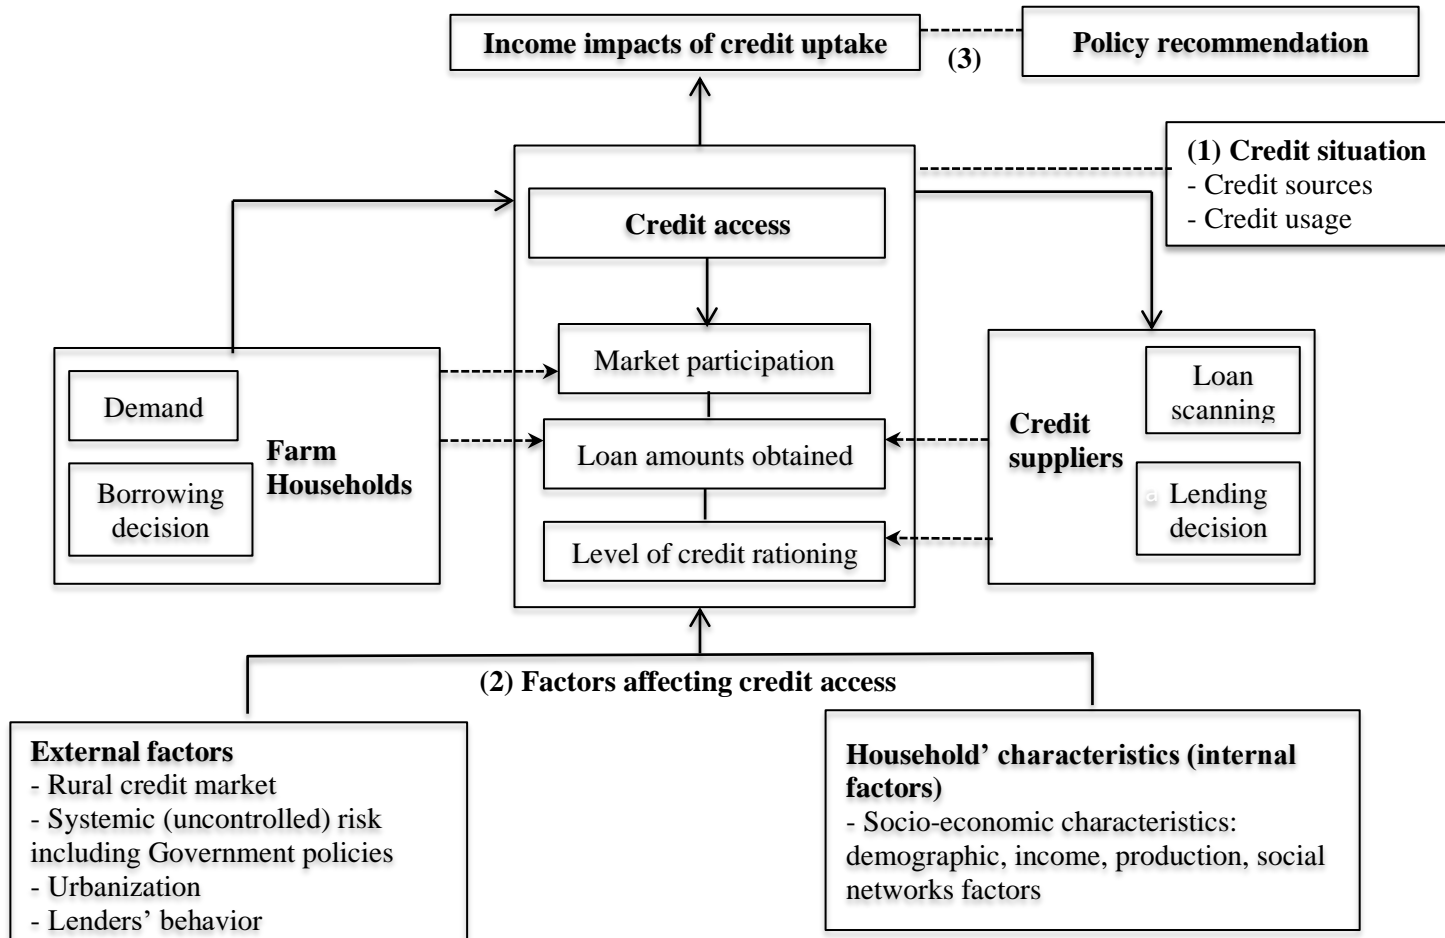 Income impacts of credit uptake
(3)
Policy recommendation
(1) Credit situation
- Credit sources
- Credit usage
Credit access
Market participation
Loan amounts obtained
Level of credit rationing
Demand
Borrowing
decision
Farm
Households
Credit
suppliers
Loan
scanning
a Lending
decision
(2) Factors affecting credit access
External factors
- Rural credit market
- Systemic (uncontrolled) risk
including Government policies
- Urbanization
- Lenders’ behavior
Household’ characteristics (internal
factors)
- Socio-economic characteristics:
demographic, income, production, social
networks factors